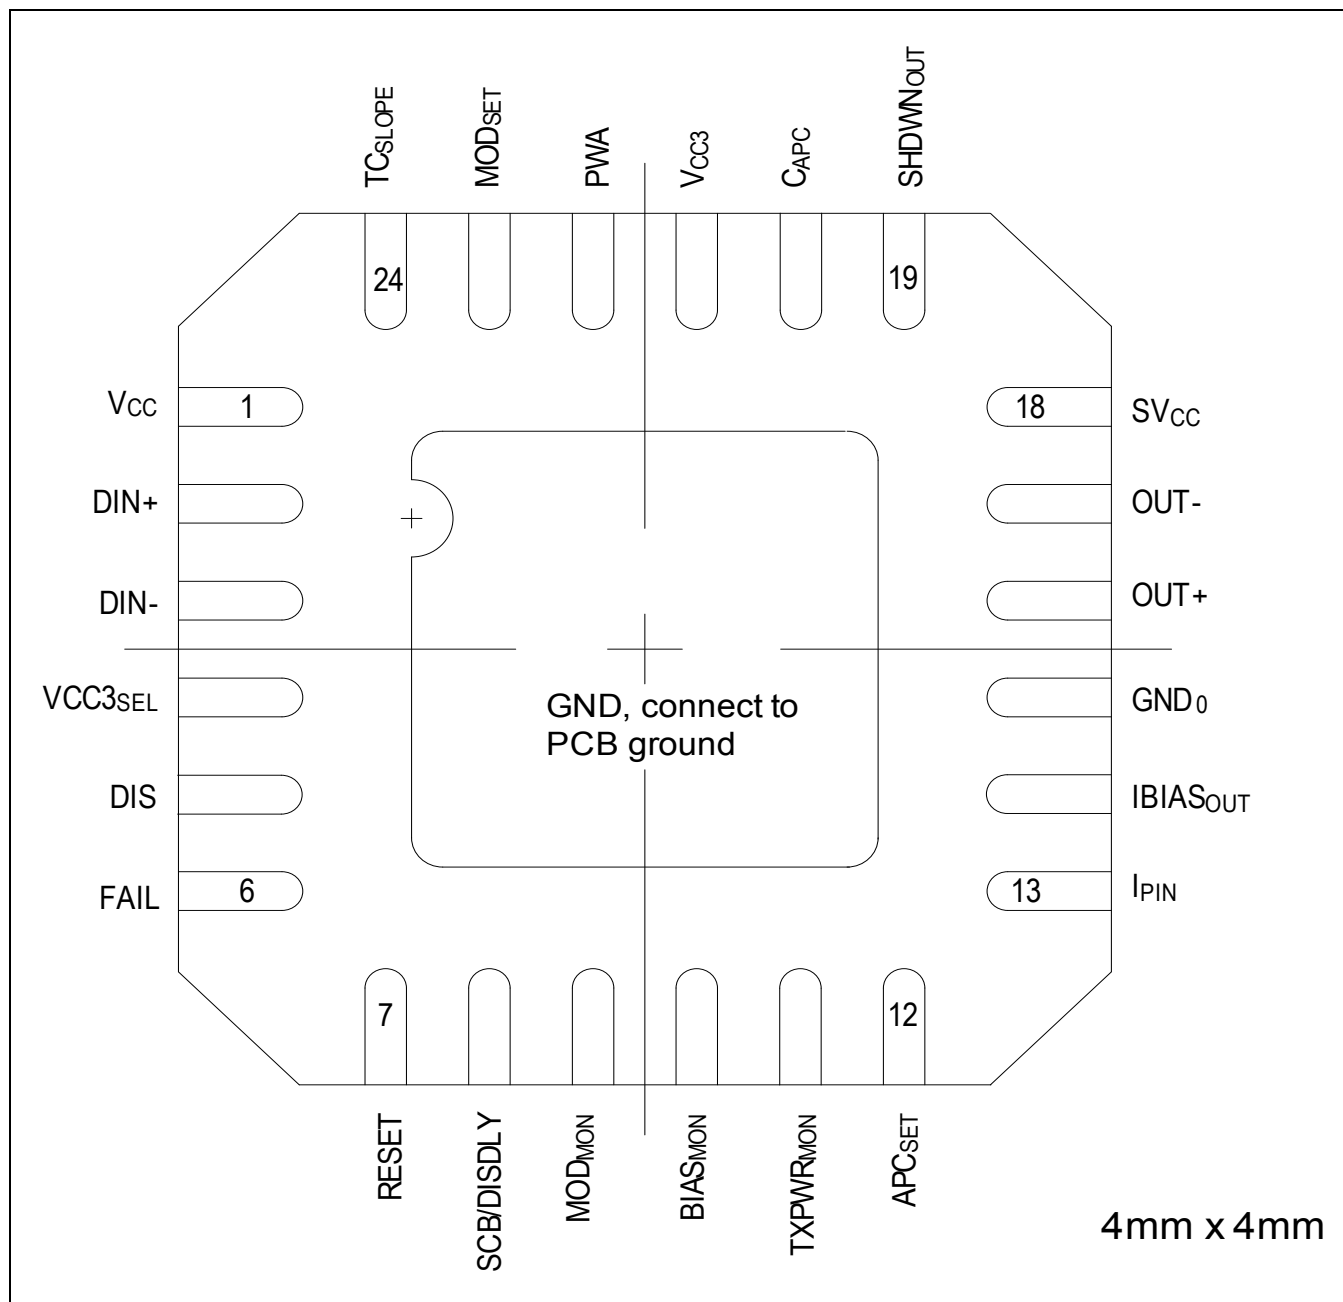 TCSLOPE
MODSET
PWA
VCC3
CAPC
SHDWNOUT
24
19
VCC
1
18
SVCC
DIN+
OUT-
DIN-
OUT+
VCC3SEL
GND0
GND, connect to
PCB ground
DIS
IBIASOUT
FAIL
6
13
IPIN
7
12
RESET
SCB/DISDLY
MODMON
BIASMON
TXPWRMON
APCSET
4mm x 4mm